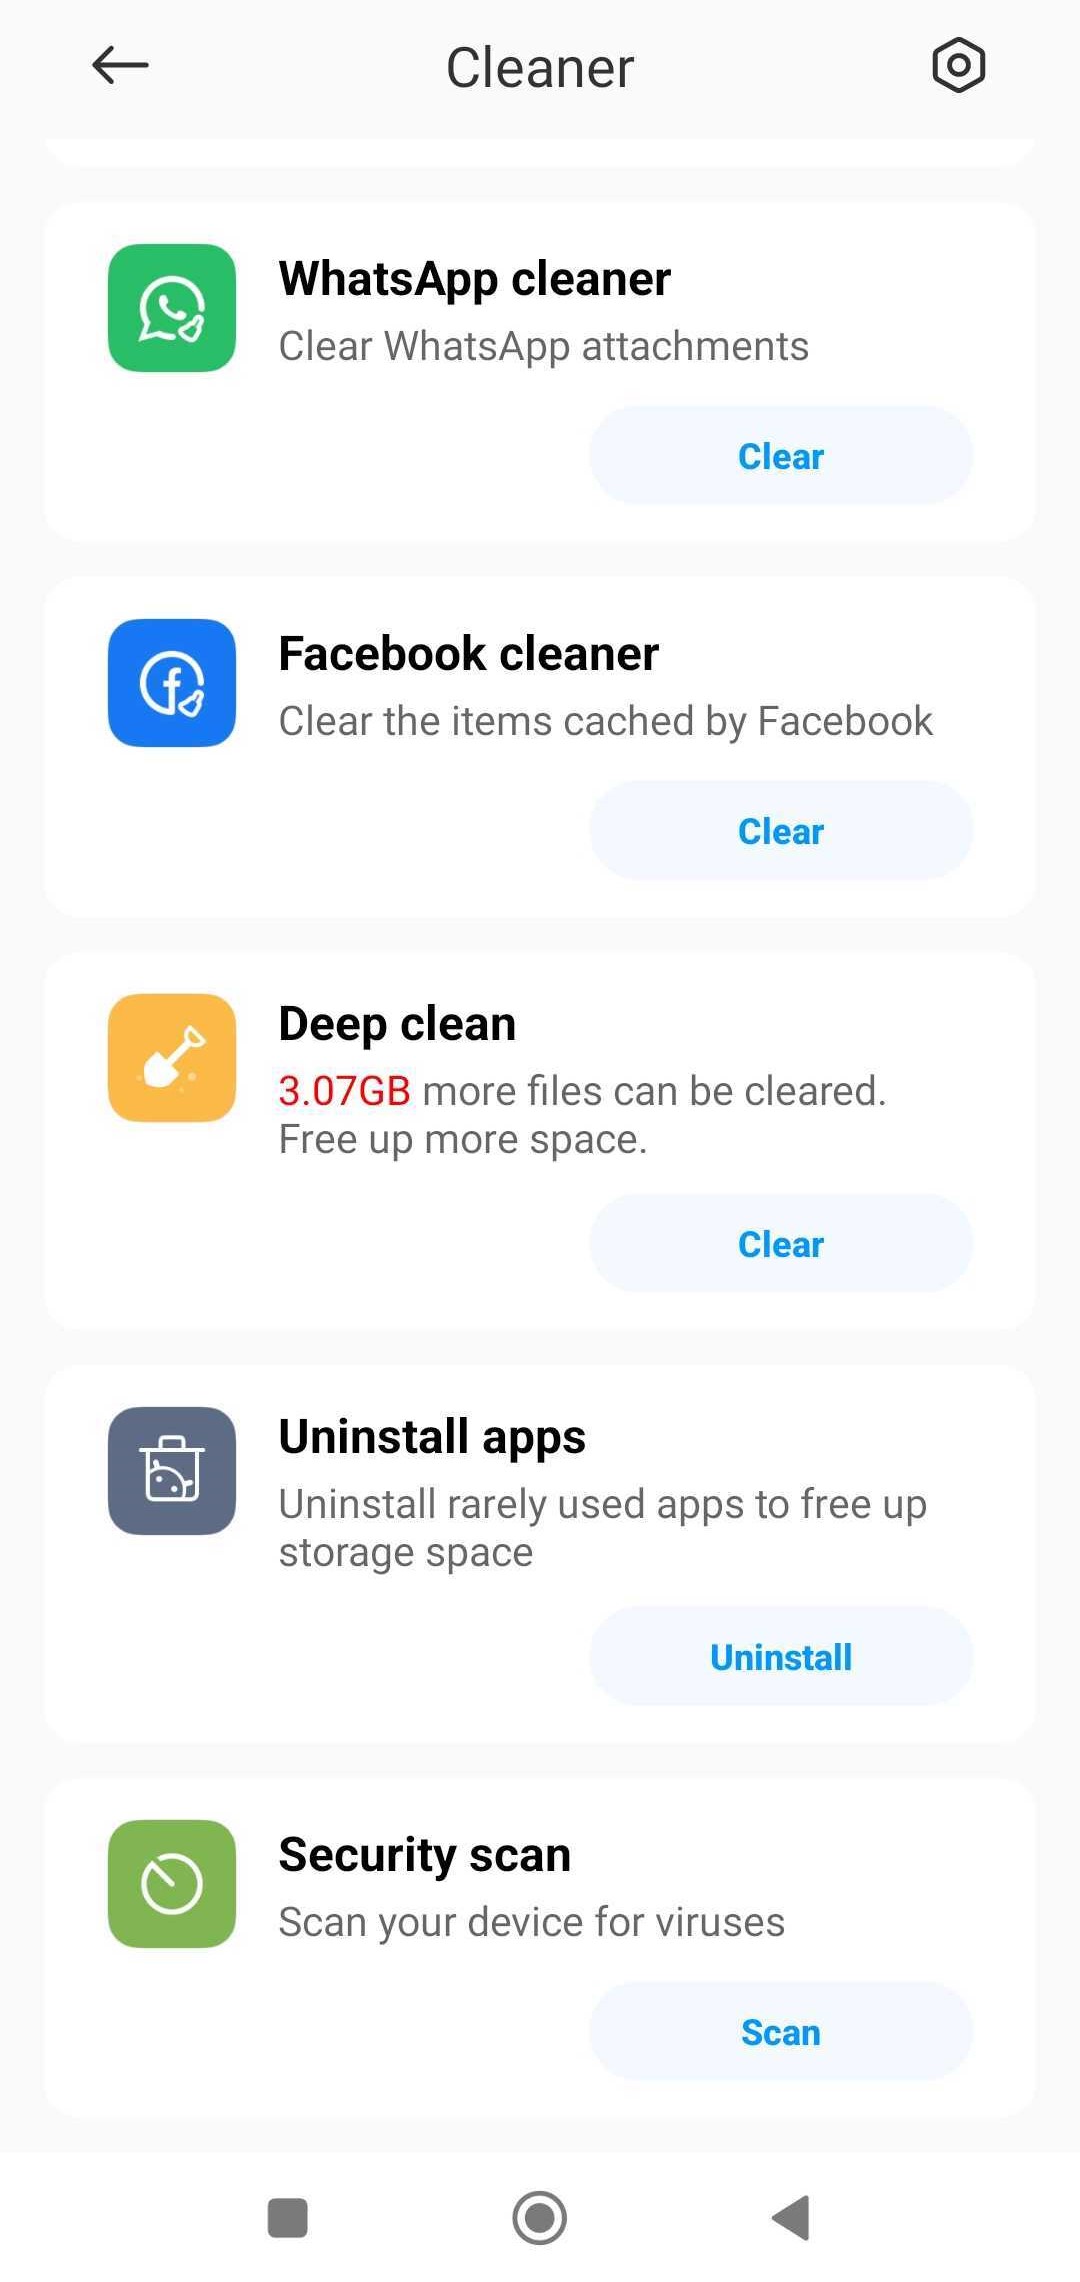 Cleaner
WhatsApp cleaner
Clear WhatsApp attachments
Clear
Facebook cleaner
Clear the items cached by Facebook
Clear
Deep clean
3.07GB more files can be cleared.
Free up more space.
Clear
Uninstall apps
Uninstall rarely used apps to free up
storage space
Uninstall
Security scan
Scan your device for viruses
Scan